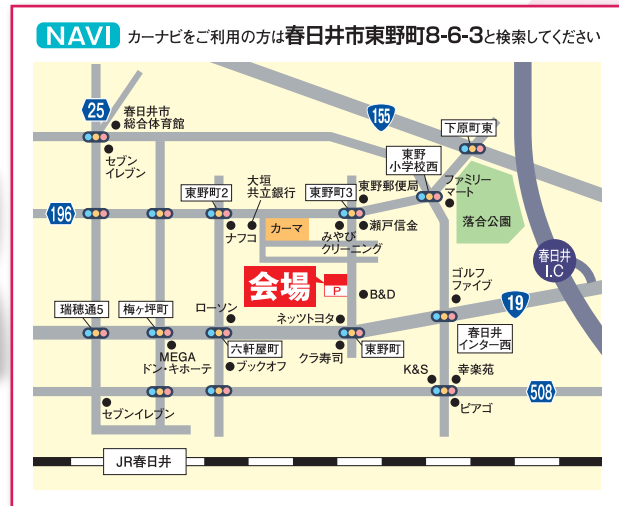 NAVI カーナビをご利用の方は春日井市東野町8-6-3と検索してください
25
春日井市
総合体育館
セブン
イレブン
155
下原町東
東野
小学校西
ファミリー
マート
落合公園
大垣
共立銀行
東野町2
東野町3
東野郵便局
196
ナフコ
カーマ
みやび
クリーニング
瀬戸信金
春日井
I.C
会場
P
B&D
ゴルフ
ファイブ
19
瑞穂通5
梅ヶ坪町
ローソン
ネッツトヨタ
春日井
インター西
六軒屋町
東野町
MEGA
ドン・キホーテ
ブックオフ
クラ寿司
K&S
幸楽苑
508
セブンイレブン
ピアゴ
JR春日井